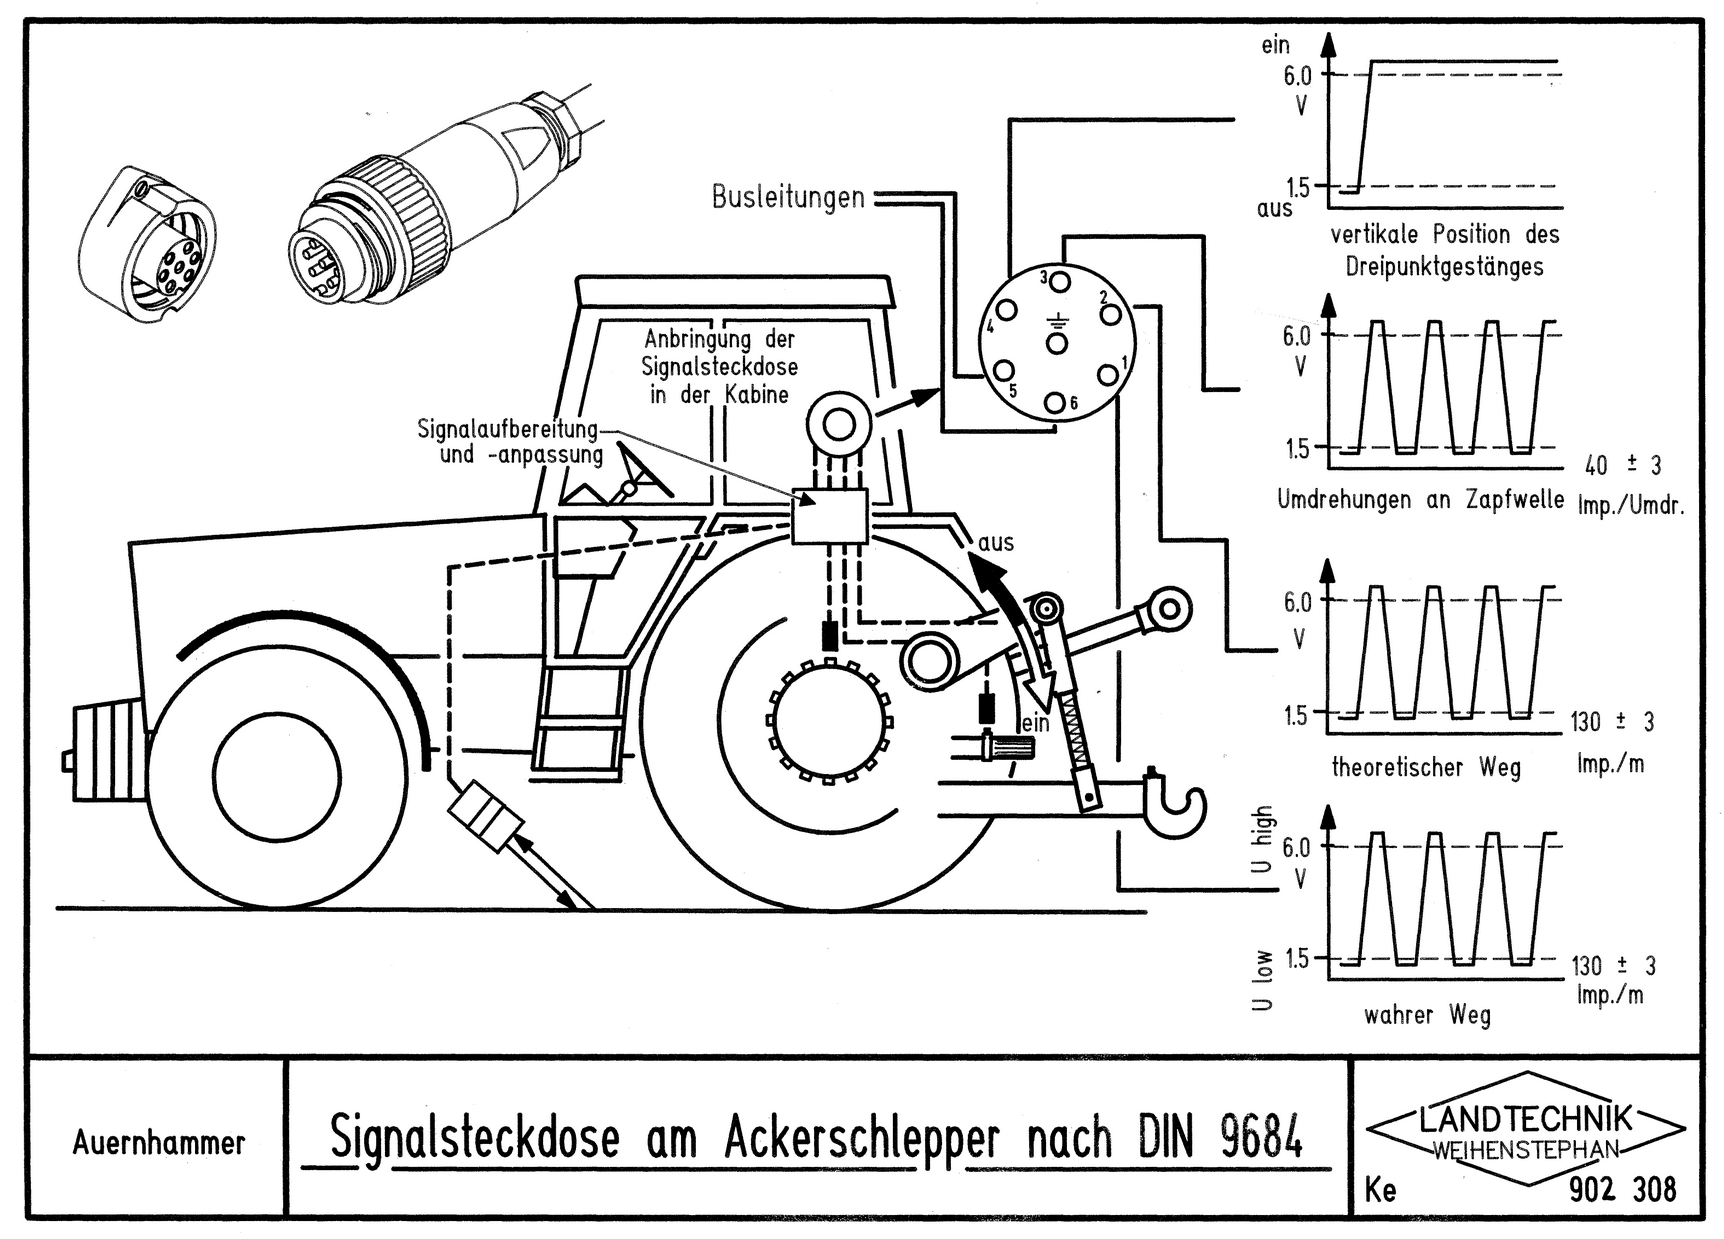 ein
6.0
V
1.5
aus
vertikale Position des
Dreipunktgestänges
Busleitungen
3
2
4
1
5
6
Anbringung der
Signalsteckdose
in der Kabine
Signalaufbereitung
und -anpassung
6.0
V
1.5
40 ± 3
Umdrehungen an Zapfwelle
Imp./Umdr.
aus
ein
6.0
V
1.5
130 ± 3
theoretischer Weg
Imp./m
U high
6.0
V
U low
1.5
130 ± 3
Imp./m
wahrer Weg
Auernhammer
Signalsteckdose am Ackerschlepper nach DIN 9684
LANDTECHNIK
WEIHENSTEPHAN
Ke 902 308